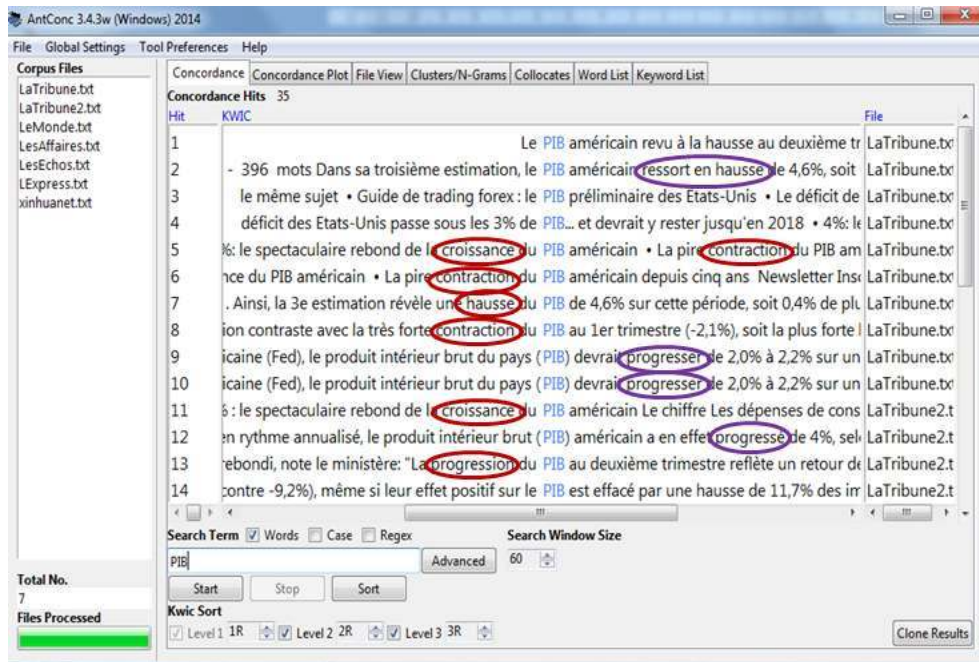 AntConc 3.4.3w (Windows) 2014
File Global Settings Tool Preferences Help
Corpus Files
LaTribune.txt
LaTribune2.txt
LeMonde.txt
LesAffaires.txt
LesEchos.txt
LExpress.txt
xinhuanet.txt
Concordance Concordance Plot File View Clusters/N-Grams Collocates Word List Keyword List
Concordance Hits 35
Hit KWIC File
1 Le PIB américain revu à la hausse au deuxième tr LaTribune.txt
2 - 396 mots Dans sa troisième estimation, le PIB américain ressort en hausse de 4,6%, soit LaTribune.txt
3 le même sujet • Guide de trading forex : le PIB préliminaire des Etats-Unis • Le déficit de LaTribune.txt
4 déficit des Etats-Unis passe sous les 3% de PIB... et devrait y rester jusqu'en 2018 • 4%: le LaTribune.txt
5 %: le spectaculaire rebond de la croissance du PIB américain • La pire contraction du PIB am LaTribune.txt
6 nce du PIB américain • La pire contraction du PIB américain depuis cinq ans Newsletter Insc LaTribune.txt
7 . Ainsi, la 3e estimation révèle une hausse du PIB de 4,6% sur cette période, soit 0,4% de plu LaTribune.txt
8 ion contraste avec la très forte contraction du PIB au 1er trimestre (-2,1%), soit la plus forte LaTribune.txt
9 icaine (Fed), le produit intérieur brut du pays (PIB) devrait progresser de 2,0% à 2,2% sur un LaTribune.txt
10 icaine (Fed), le produit intérieur brut du pays (PIB) devrait progresser de 2,0% à 2,2% sur un LaTribune.txt
11 : le spectaculaire rebond de la croissance du PIB américain Le chiffre Les dépenses de cons LaTribune2.t
12 en rythme annualisé, le produit intérieur brut (PIB) américain a en effet progressé de 4%, sel LaTribune2.t
13 rebondi, note le ministère: "La progression du PIB au deuxième trimestre reflète un retour de LaTribune2.t
14 contre -9,2%), même si leur effet positif sur le PIB est effacé par une hausse de 11,7% des im LaTribune2.t
Search Term Words Case Regex Search Window Size
PIB Advanced 60
Start Stop Sort
Total No.
7
Files Processed
Kwic Sort
Level 1 1R Level 2 2R Level 3 3R Clone Results